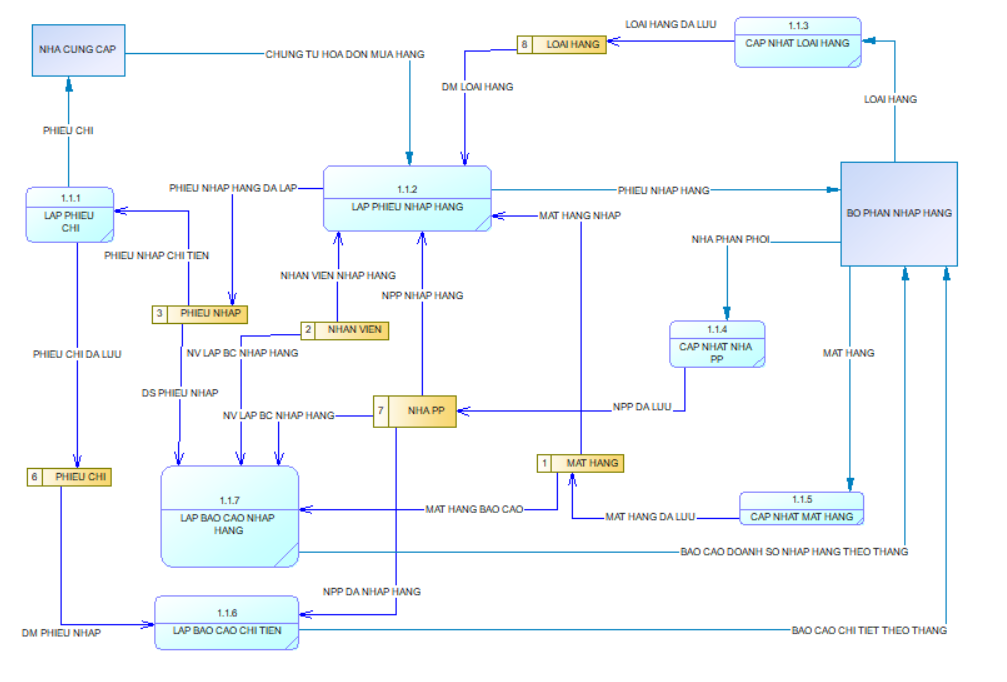 LOAI HANG DA LUU
1.1.3
CAP NHAT LOAI HANG
8 LOAI HANG
NHA CUNG CAP
CHUNG TU HOA DON MUA HANG
DM LOAI HANG
LOAI HANG
PHIEU CHI
1.1.1
LAP PHIEU
CHI
PHIEU NHAP HANG DA LAP
1.1.2
LAP PHIEU NHAP HANG
PHIEU NHAP HANG
MAT HANG NHAP
BO PHAN NHAP HANG
NHA PHAN PHOI
PHIEU NHAP CHI TIEN
NHAN VIEN NHAP HANG
NPP NHAP HANG
3 PHIEU NHAP
2 NHAN VIEN
1.1.4
CAP NHAT NHA
PP
PHIEU CHI DA LUU
NV LAP BC NHAP HANG
MAT HANG
DS PHIEU NHAP
NV LAP BC NHAP HANG
7 NHA PP
NPP DA LUU
1 MAT HANG
6 PHIEU CHI
1.1.7
LAP BAO CAO NHAP
HANG
MAT HANG BAO CAO
MAT HANG DA LUU
1.1.5
CAP NHAT MAT HANG
BAO CAO DOANH SO NHAP HANG THEO THANG
NPP DA NHAP HANG
1.1.6
LAP BAO CAO CHI TIEN
DM PHIEU NHAP
BAO CAO CHI TIET THEO THANG